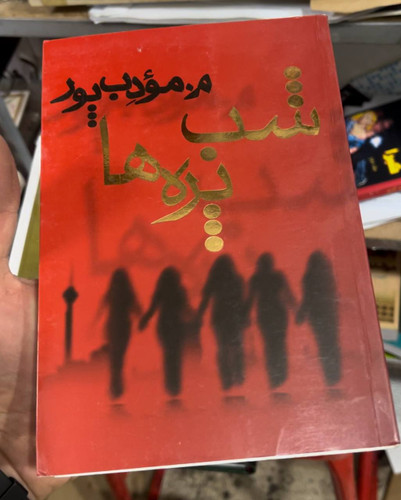 م. مؤدب پور
شب
پره ها